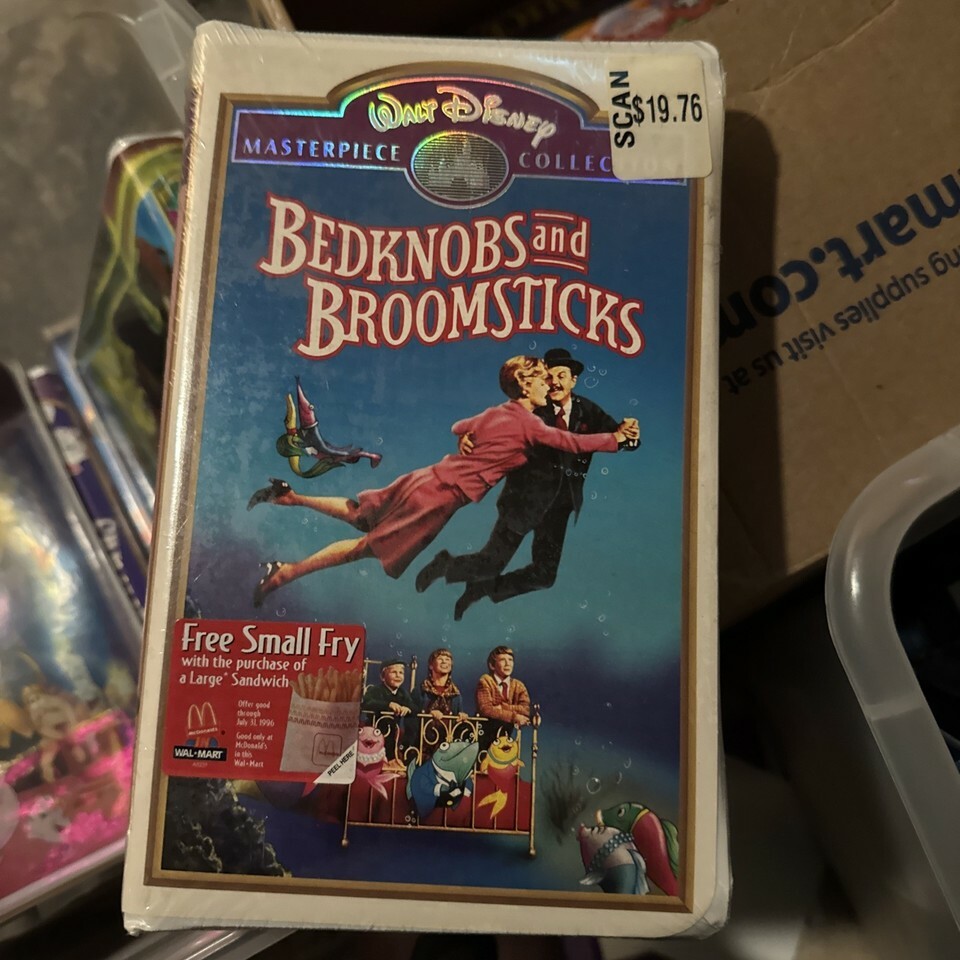 WALT DISNEY
MASTERPIECE COLLECTION
SCAN
$19.76
BEDKNOBS and
BROOMSTICKS
Free Small Fry
with the purchase of
a Large* Sandwich
Offer good
through
July 31, 1996
Good only at
McDonald's
in this
Wal-Mart
McDonald's
WAL-MART
PEEL HERE
mart.com
ng supplies visit us at